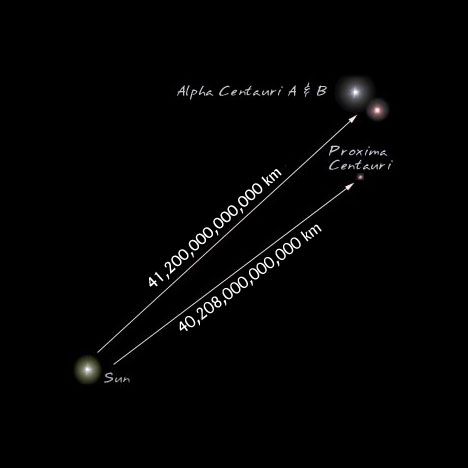 Alpha Centauri A & B
Proxima
Centauri
41,200,000,000,000 km
40,208,000,000,000 km
Sun